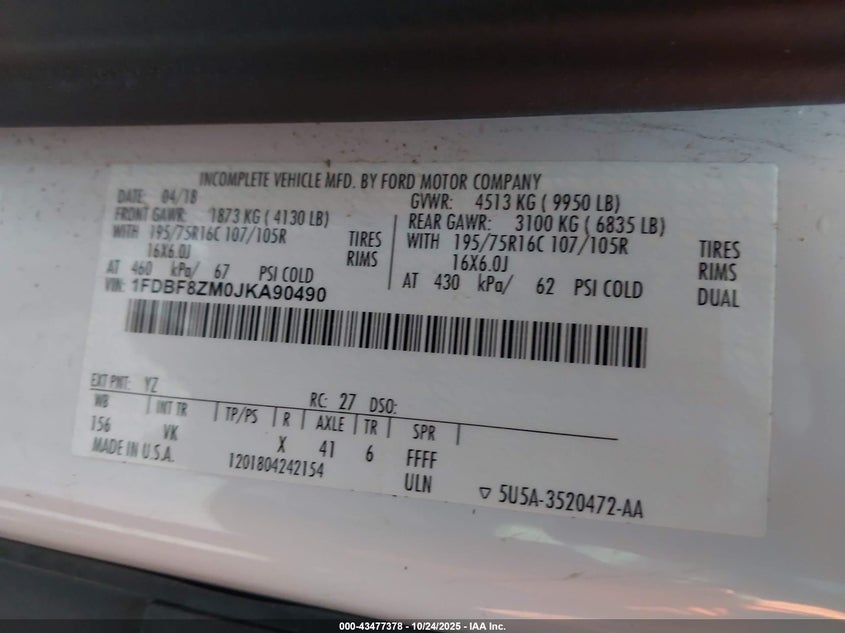 INCOMPLETE VEHICLE MFD. BY FORD MOTOR COMPANY
DATE: 04/18 GVWR: 4513 KG ( 9950 LB)
FRONT GAWR: 1873 KG ( 4130 LB) REAR GAWR: 3100 KG ( 6835 LB)
WITH 195/75R16C 107/105R TIRES WITH 195/75R16C 107/105R TIRES
16X6.0J RIMS 16X6.0J RIMS
AT 460 kPa/ 67 PSI COLD AT 430 kPa/ 62 PSI COLD DUAL
VIN: 1FDBF8ZM0JKA90490
EXT PNT: YZ RC: 27 DSO:
WB INT TR TP/PS R AXLE TR SPR
156 VK X 41 6 FFFF
MADE IN U.S.A. 1201804242154 ULN ▽ 5U5A-3520472-AA
000-43477378 - 10/24/2025 - IAA Inc.